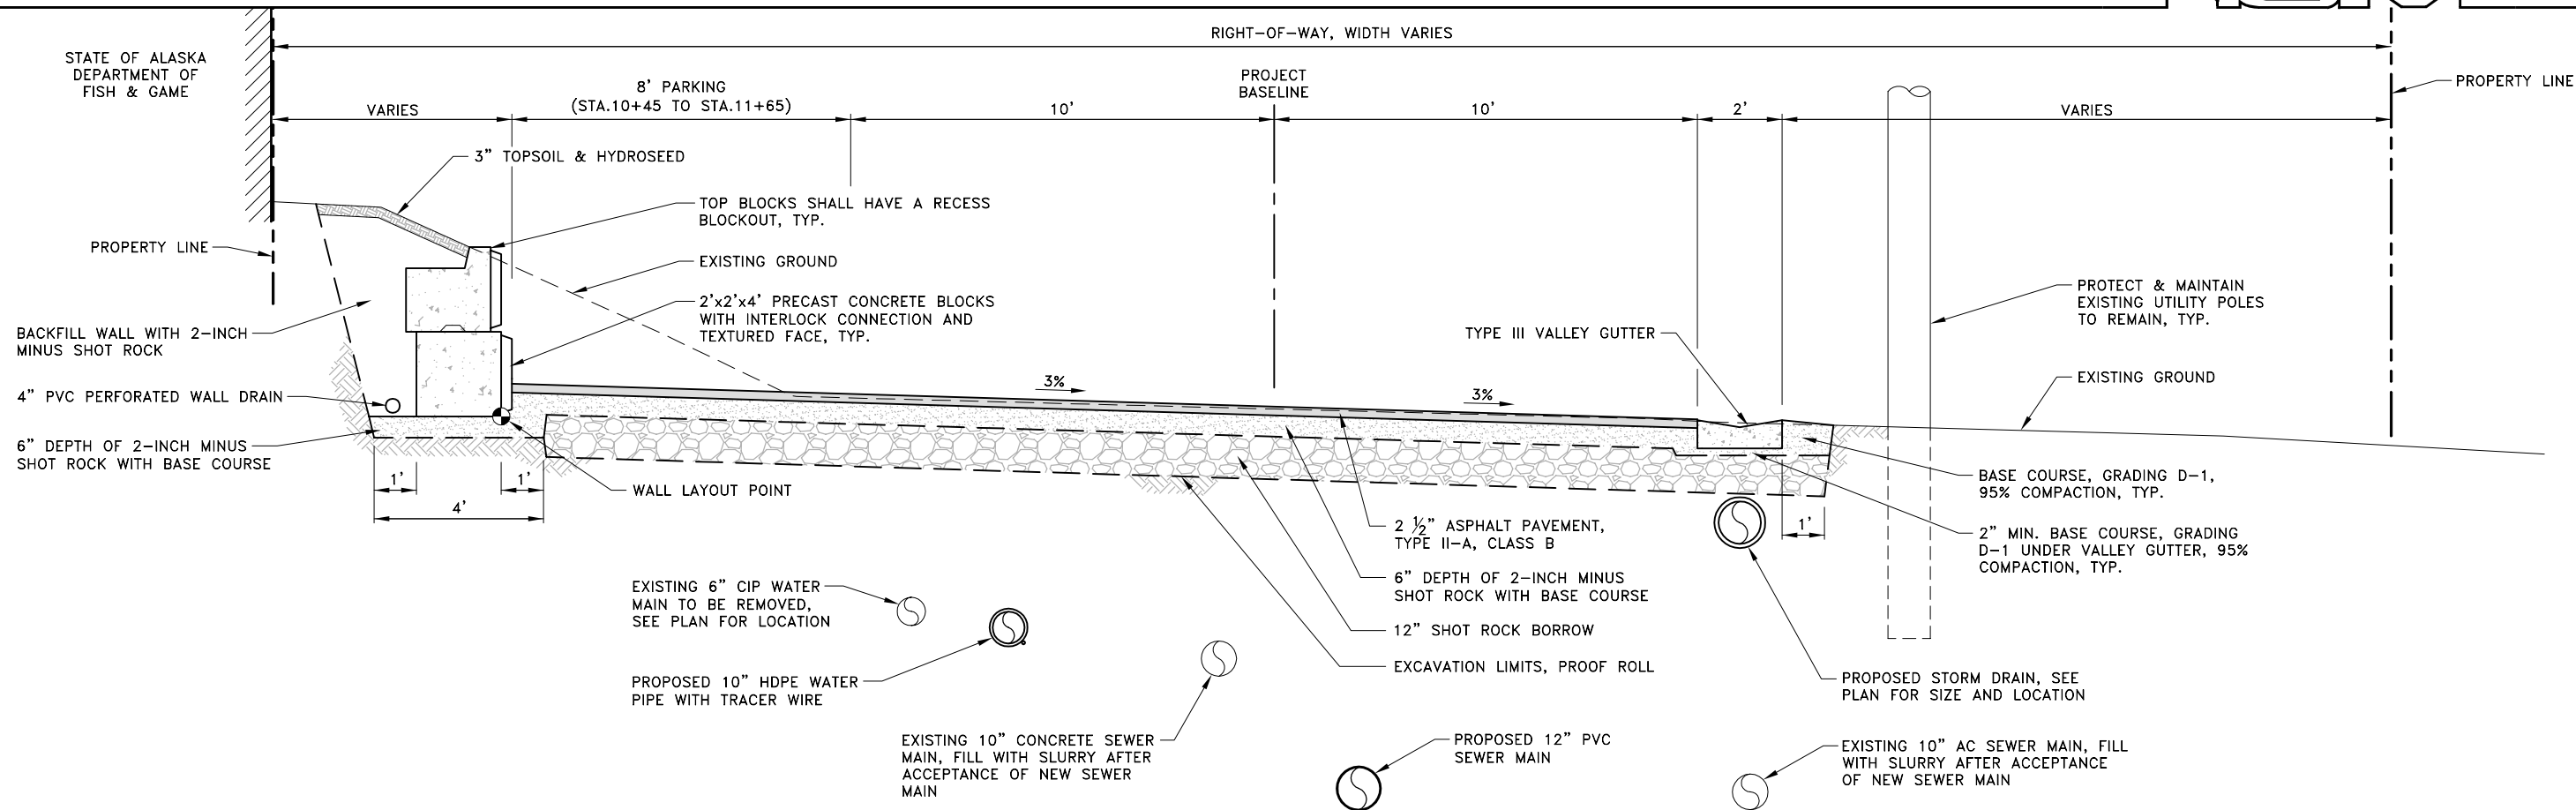 RIGHT-OF-WAY, WIDTH VARIES
STATE OF ALASKA
DEPARTMENT OF
FISH & GAME
PROJECT
BASELINE
PROPERTY LINE
8' PARKING
(STA.10+45 TO STA.11+65)
VARIES
10'
10'
2'
VARIES
3" TOPSOIL & HYDROSEED
TOP BLOCKS SHALL HAVE A RECESS
BLOCKOUT, TYP.
PROPERTY LINE
EXISTING GROUND
2'x2'x4' PRECAST CONCRETE BLOCKS
WITH INTERLOCK CONNECTION AND
TEXTURED FACE, TYP.
PROTECT & MAINTAIN
EXISTING UTILITY POLES
TO REMAIN, TYP.
BACKFILL WALL WITH 2-INCH
MINUS SHOT ROCK
TYPE III VALLEY GUTTER
EXISTING GROUND
3%
3%
4" PVC PERFORATED WALL DRAIN
6" DEPTH OF 2-INCH MINUS
SHOT ROCK WITH BASE COURSE
1'
1'
4'
WALL LAYOUT POINT
BASE COURSE, GRADING D-1,
95% COMPACTION, TYP.
2 ½" ASPHALT PAVEMENT,
TYPE II-A, CLASS B
1'
2" MIN. BASE COURSE, GRADING
D-1 UNDER VALLEY GUTTER, 95%
COMPACTION, TYP.
EXISTING 6" CIP WATER
MAIN TO BE REMOVED,
SEE PLAN FOR LOCATION
6" DEPTH OF 2-INCH MINUS
SHOT ROCK WITH BASE COURSE
12" SHOT ROCK BORROW
EXCAVATION LIMITS, PROOF ROLL
PROPOSED 10" HDPE WATER
PIPE WITH TRACER WIRE
PROPOSED STORM DRAIN, SEE
PLAN FOR SIZE AND LOCATION
EXISTING 10" CONCRETE SEWER
MAIN, FILL WITH SLURRY AFTER
ACCEPTANCE OF NEW SEWER
MAIN
PROPOSED 12" PVC
SEWER MAIN
EXISTING 10" AC SEWER MAIN, FILL
WITH SLURRY AFTER ACCEPTANCE
OF NEW SEWER MAIN